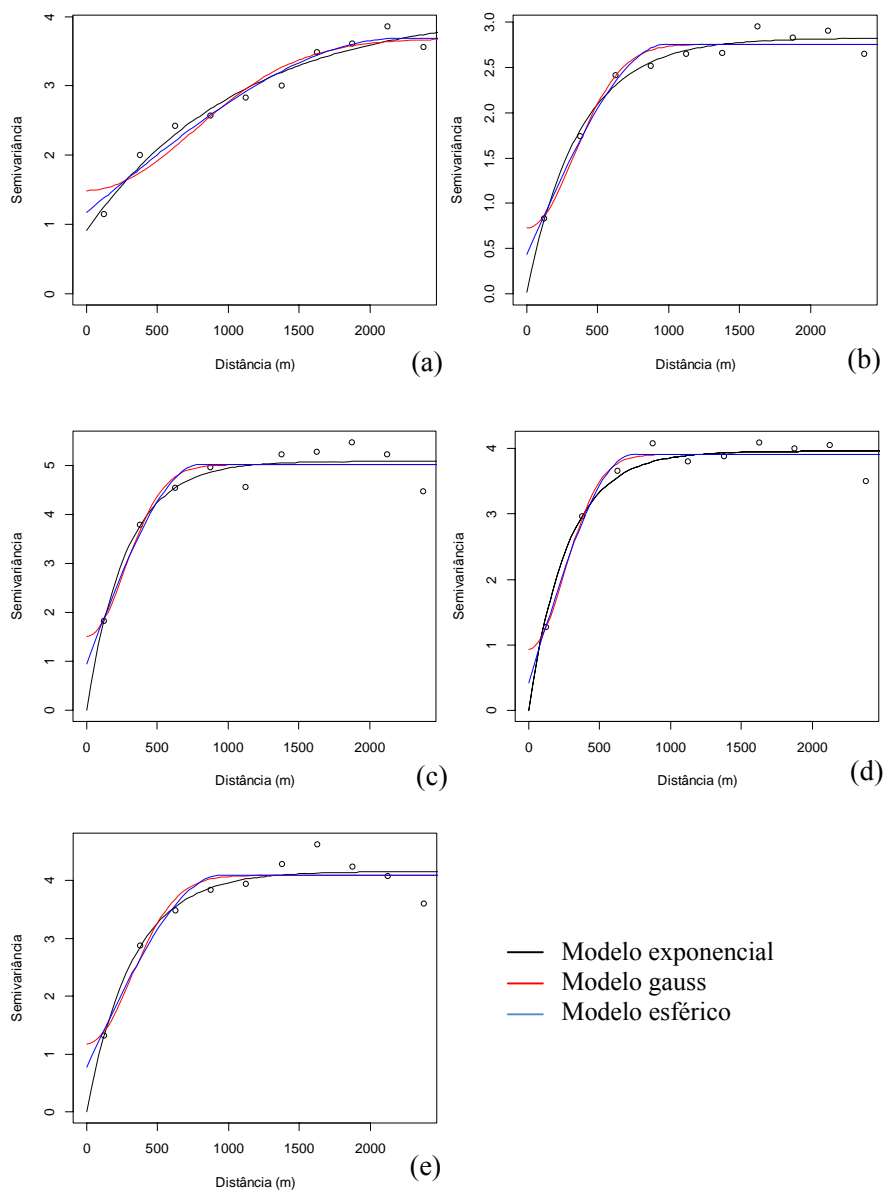 4
3
2
1
0
Semivariância
0 500 1000 1500 2000
Distância (m)
(a)
3.0
2.5
2.0
1.5
1.0
0.5
0.0
Semivariância
0 500 1000 1500 2000
Distância (m)
(b)
5
4
3
2
1
0
Semivariância
0 500 1000 1500 2000
Distância (m)
(c)
4
3
2
1
0
Semivariância
0 500 1000 1500 2000
Distância (m)
(d)
4
3
2
1
0
Semivariância
0 500 1000 1500 2000
Distância (m)
(e)
Modelo exponencial
Modelo gauss
Modelo esférico